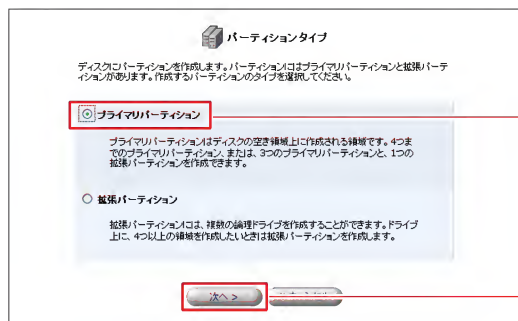 パーティションタイプ
ディスクにパーティションを作成します。パーティションにはプライマリパーティションと拡張パーテ
ィションがあります。作成するパーティションのタイプを選択してください。
プライマリパーティション
プライマリパーティションはディスクの空き領域上に作成される領域です。4つま
でのプライマリパーティション、または、3つのプライマリパーティションと、1つの
拡張パーティションを作成できます。
拡張パーティション
拡張パーティションには、複数の論理ドライブを作成することができます。ドライブ
上に、4つ以上の領域を作成したいときは拡張パーティションを作成します。
次へ >